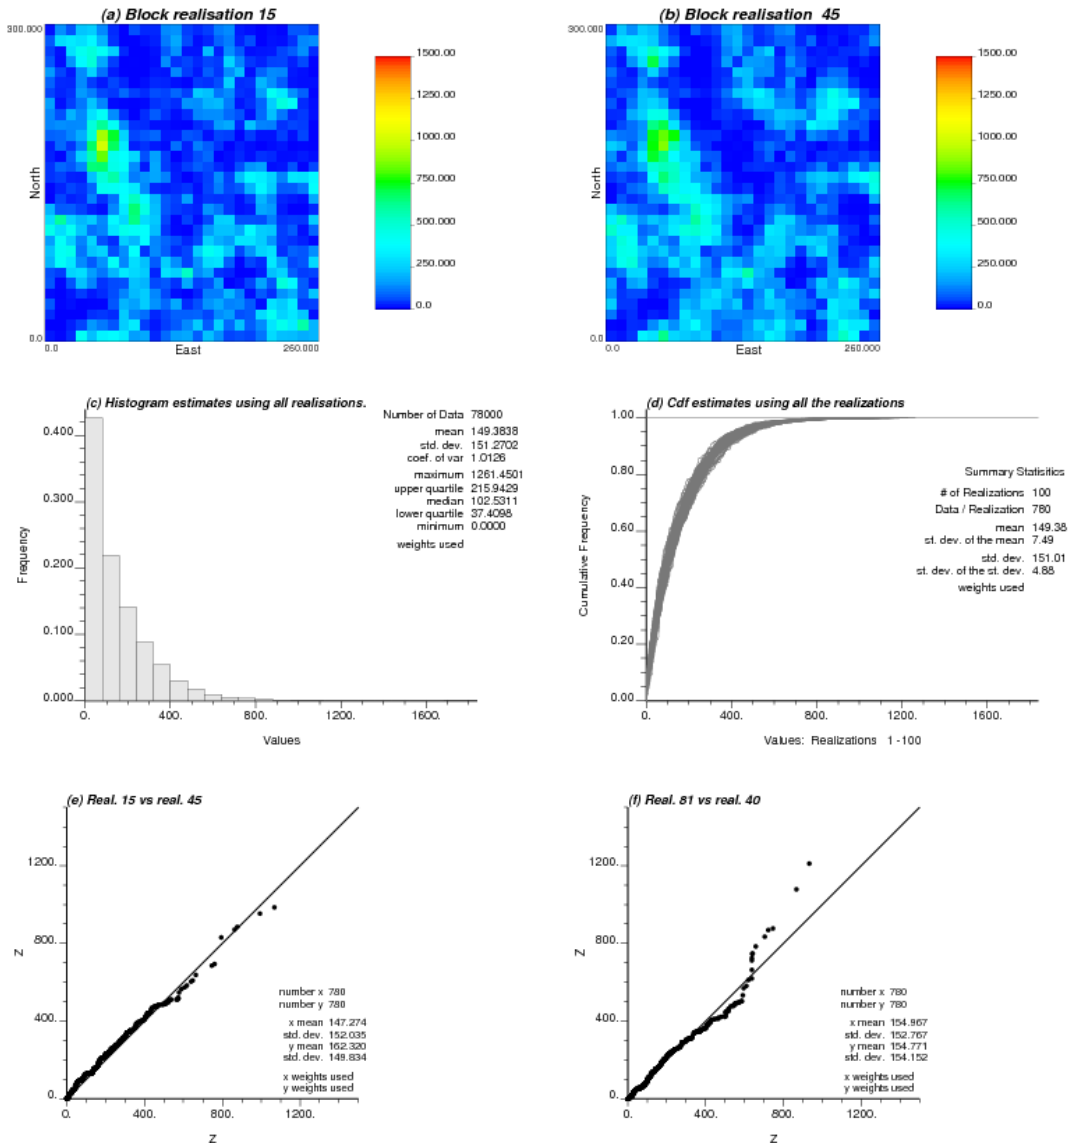 (a) Block realisation 15
300.000
North
0.0
0.0
East
260.000
1500.00
1250.00
1000.00
750.000
500.000
250.000
0.0
(b) Block realisation 45
300.000
North
0.0
0.0
East
260.000
1500.00
1250.00
1000.00
750.000
500.000
250.000
0.0
(c) Histogram estimates using all realisations.
Frequency
0.400
0.300
0.200
0.100
0.000
0. 400. 800. 1200. 1600.
Values
Number of Data 78000
mean 149.3838
std. dev. 151.2702
coef. of var 1.0126
maximum 1261.4501
upper quartile 215.9429
median 102.5311
lower quartile 37.4098
minimum 0.0000
weights used
(d) Cdf estimates using all the realizations
Cumulative Frequency
1.00
0.80
0.60
0.40
0.20
0.00
0. 400. 800. 1200. 1600.
Values: Realizations 1 -100
Summary Statisitics
# of Realizations 100
Data / Realization 780
mean 149.38
st. dev. of the mean 7.49
std. dev. 151.01
st. dev. of the st. dev. 4.88
weights used
(e) Real. 15 vs real. 45
Z
1200.
800.
400.
0.
0. 400. 800. 1200.
Z
number x 780
number y 780
x mean 147.274
std. dev. 152.035
y mean 162.320
std. dev. 149.834
x weights used
y weights used
(f) Real. 81 vs real. 40
Z
1200.
800.
400.
0.
0. 400. 800. 1200.
Z
number x 780
number y 780
x mean 154.967
std. dev. 152.767
y mean 154.771
std. dev. 154.152
x weights used
y weights used